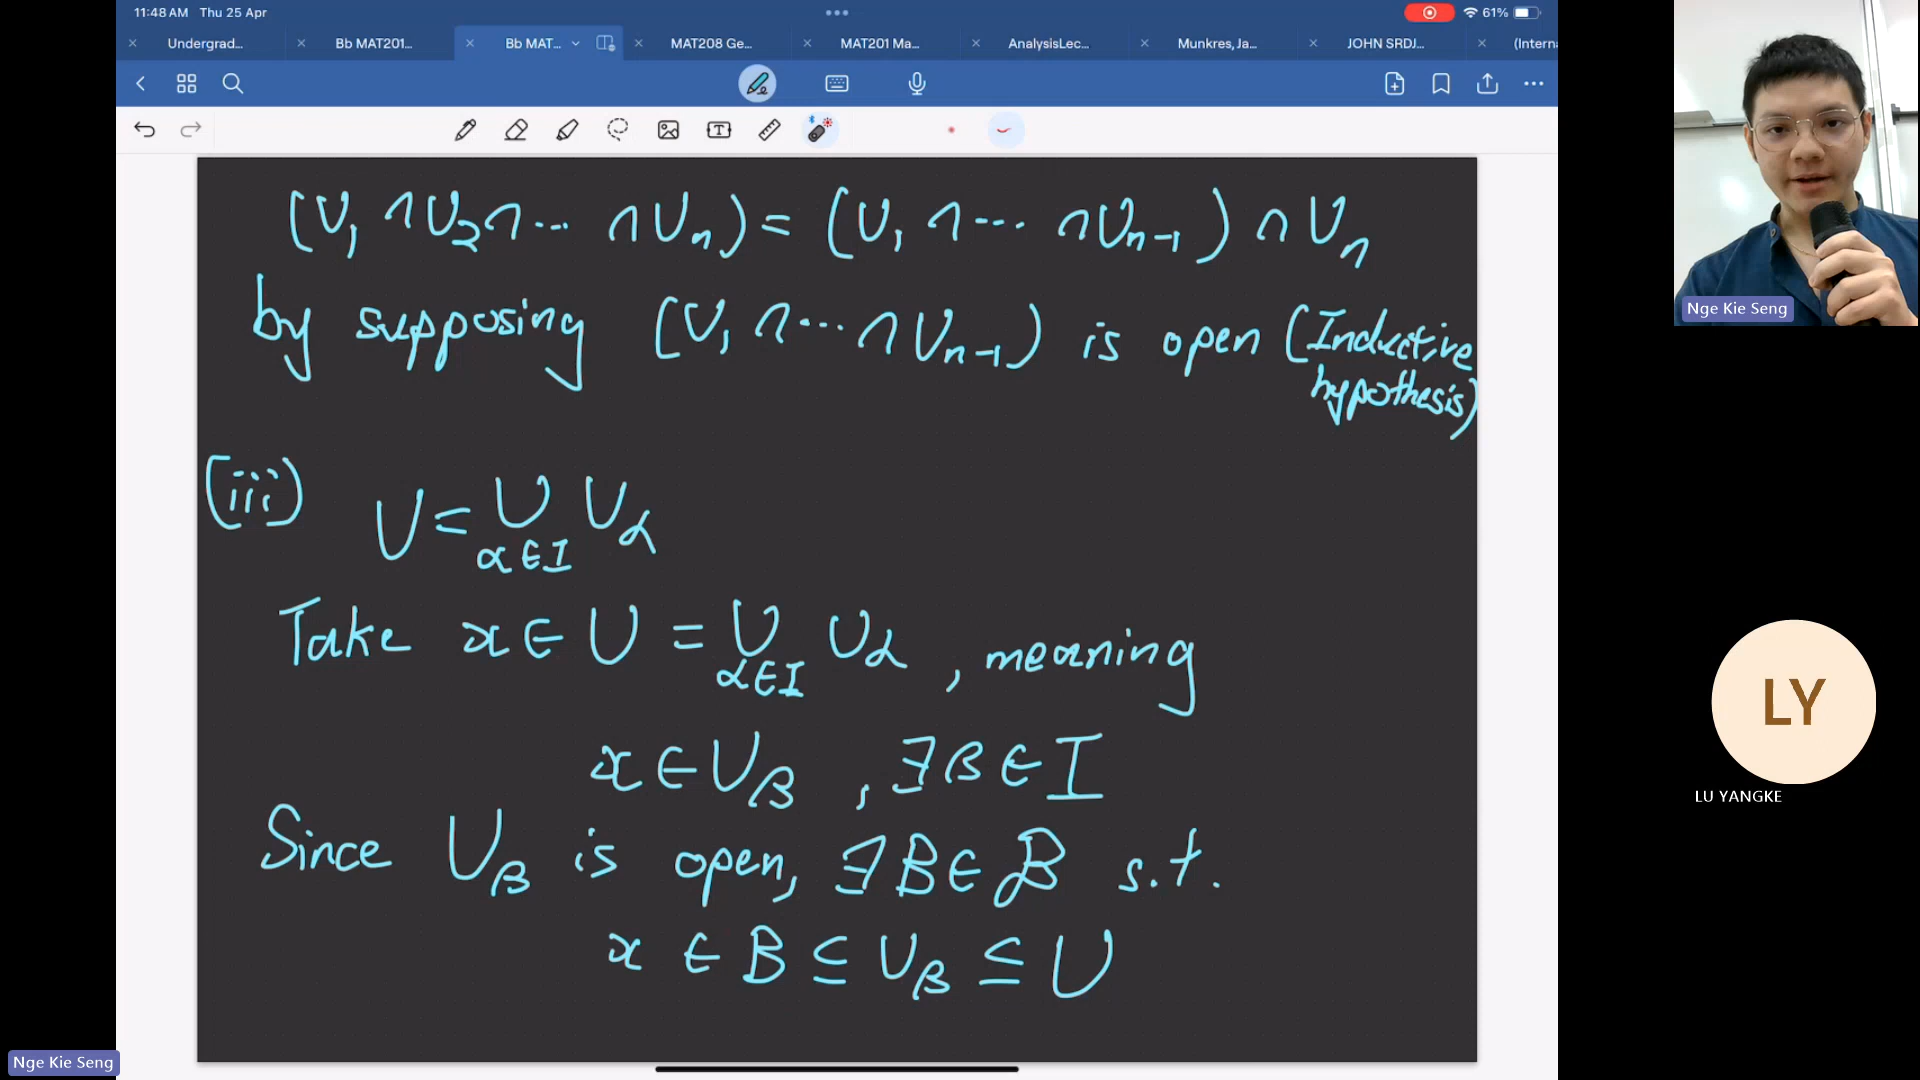 11:48 AM Thu 25 Apr
61%
Undergrad...
Bb MAT201...
Bb MAT...
MAT208 Ge...
MAT201 Ma...
AnalysisLec...
Munkres, Ja...
JOHN SRDJ...
(Intern
(U₁ ∩ U₂ ∩ ... ∩ Uₙ) = (U₁ ∩ ... ∩ Uₙ₋₁) ∩ Uₙ
by supposing (U₁ ∩ ... ∩ Uₙ₋₁) is open (Inductive
hypothesis)
(iii) U = ⋃ U_α
α∈I
Take x ∈ U = ⋃ U_α , meaning
α∈I
x ∈ U_β , ∃β ∈ I
Since U_β is open, ∃B ∈ ℬ s.t.
x ∈ B ⊆ U_β ⊆ U
Nge Kie Seng
LY
LU YANGKE
Nge Kie Seng